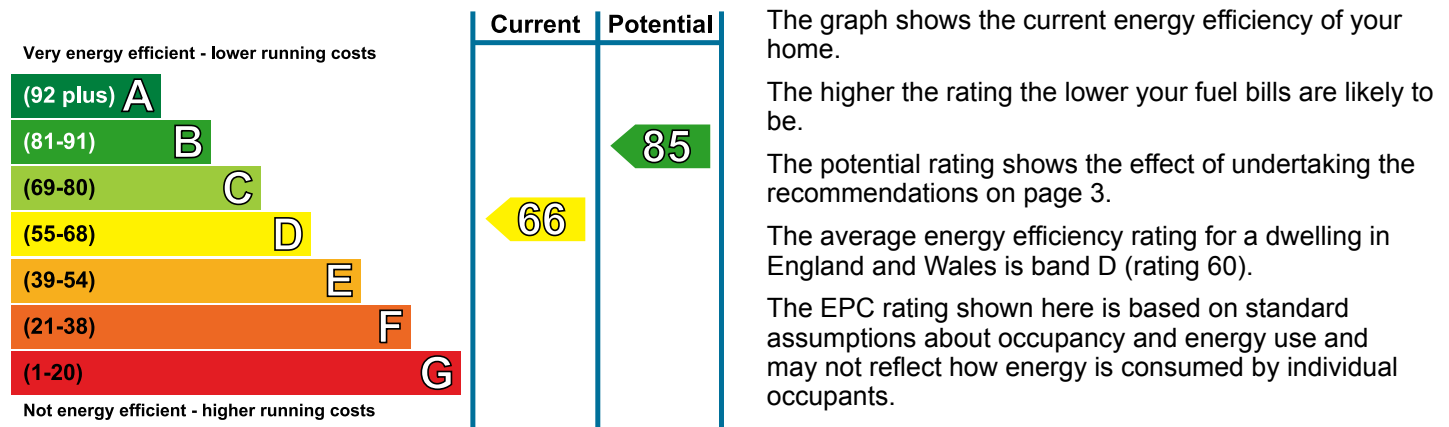 Current Potential
Very energy efficient - lower running costs
(92 plus) A
(81-91) B
85
(69-80) C
66
(55-68) D
(39-54) E
(21-38) F
(1-20) G
Not energy efficient - higher running costs
The graph shows the current energy efficiency of your
home.
The higher the rating the lower your fuel bills are likely to
be.
The potential rating shows the effect of undertaking the
recommendations on page 3.
The average energy efficiency rating for a dwelling in
England and Wales is band D (rating 60).
The EPC rating shown here is based on standard
assumptions about occupancy and energy use and
may not reflect how energy is consumed by individual
occupants.